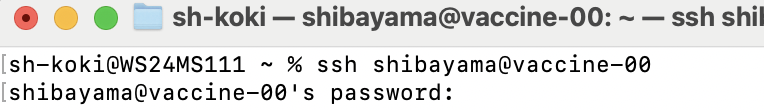 sh-koki — shibayama@vaccine-00: ~ — ssh shil
[sh-koki@WS24MS111 ~ % ssh shibayama@vaccine-00
[shibayama@vaccine-00's password: